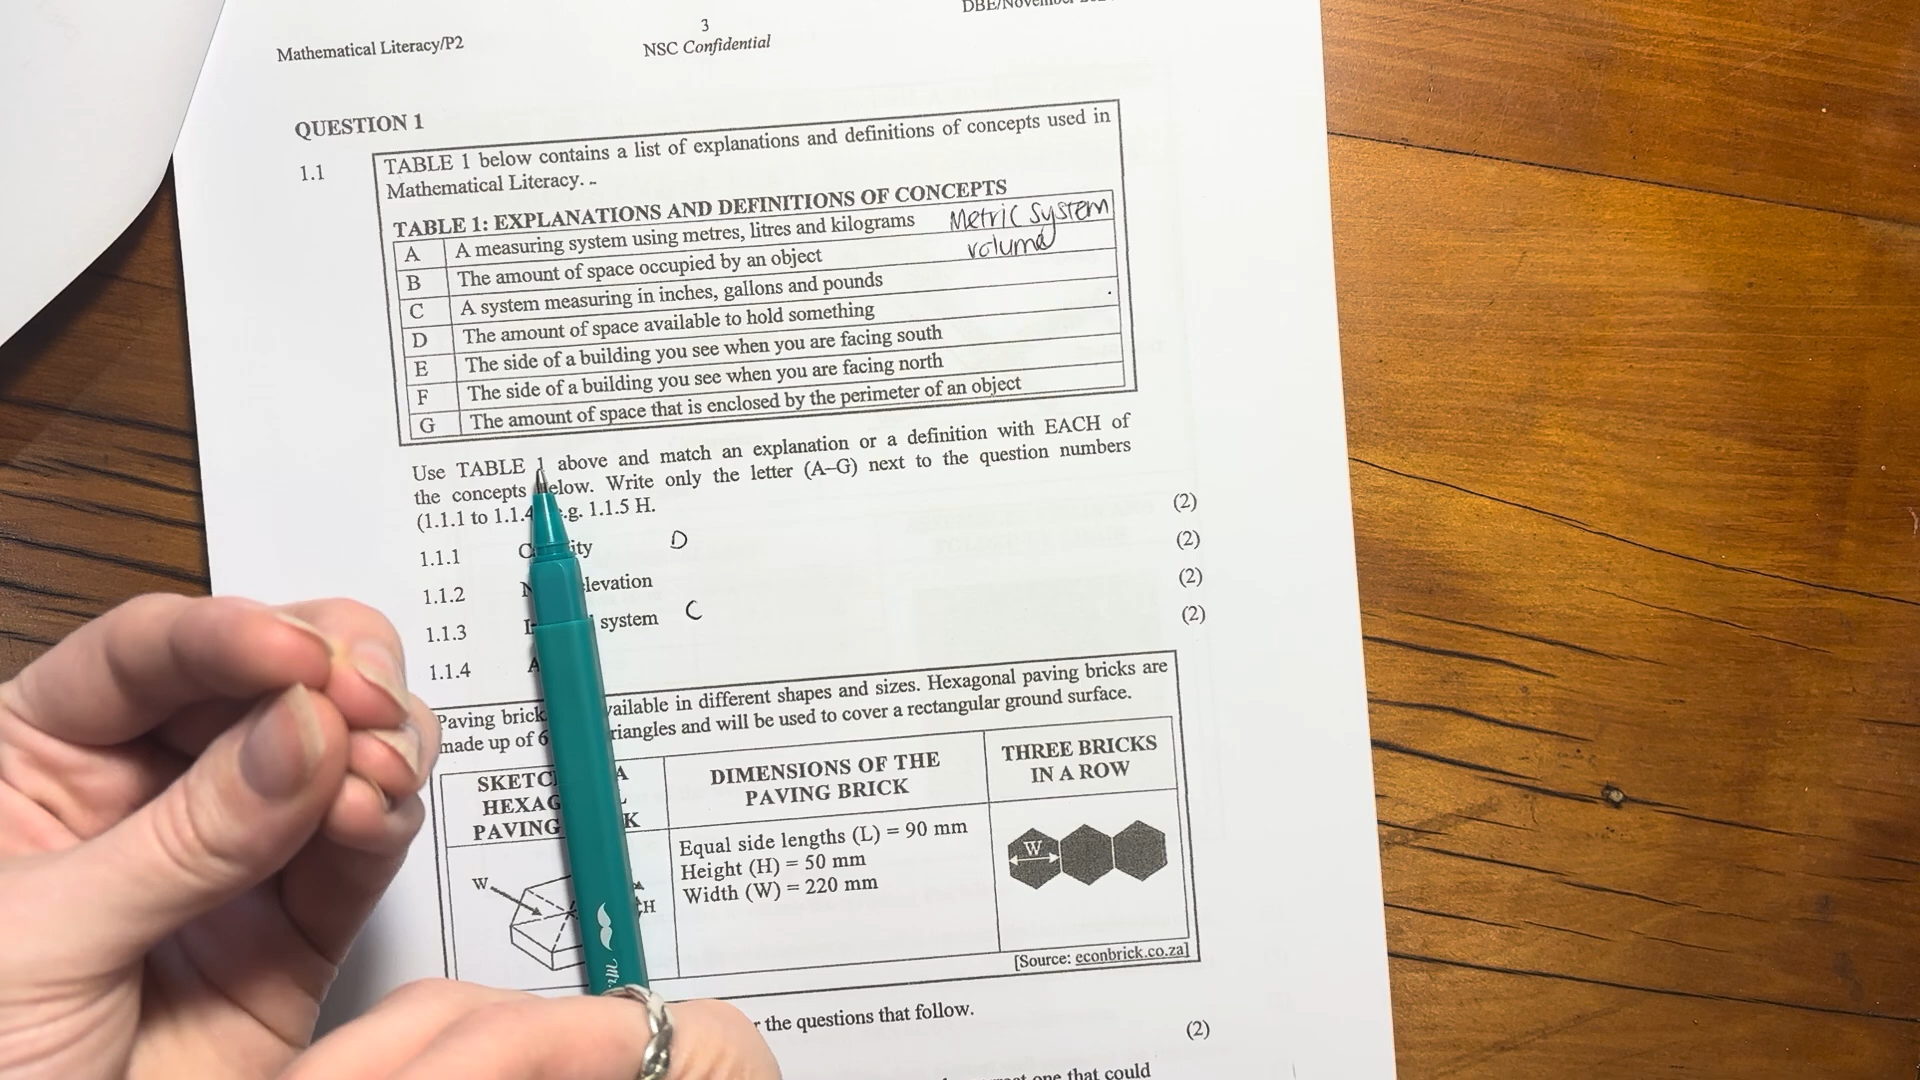 Mathematical Literacy/P2
3
NSC Confidential
QUESTION 1
1.1
TABLE 1 below contains a list of explanations and definitions of concepts used in
Mathematical Literacy.
TABLE 1: EXPLANATIONS AND DEFINITIONS OF CONCEPTS
A A measuring system using metres, litres and kilograms Metric System
B The amount of space occupied by an object volume
C A system measuring in inches, gallons and pounds
D The amount of space available to hold something
E The side of a building you see when you are facing south
F The side of a building you see when you are facing north
G The amount of space that is enclosed by the perimeter of an object
Use TABLE 1 above and match an explanation or a definition with EACH of
the concepts below. Write only the letter (A–G) next to the question numbers
(1.1.1 to 1.1.4 e.g. 1.1.5 H.
1.1.1 D (2)
1.1.2 (2)
1.1.3 system C (2)
1.1.4 (2)
Paving brick available in different shapes and sizes. Hexagonal paving bricks are
made up of 6 triangles and will be used to cover a rectangular ground surface.
SKETCH A
HEXAG
PAVING
DIMENSIONS OF THE
PAVING BRICK
THREE BRICKS
IN A ROW
W
H
Equal side lengths (L) = 90 mm
Height (H) = 50 mm
Width (W) = 220 mm
W
[Source: econbrick.co.za]
the questions that follow.
(2)
one that could